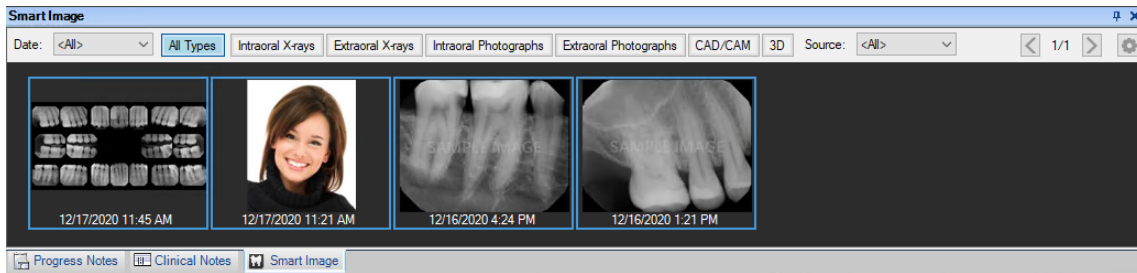 Smart Image
Date: <All> All Types Intraoral X-rays Extraoral X-rays Intraoral Photographs Extraoral Photographs CAD/CAM 3D Source: <All> 1/1
SAMPLE IMAGE SAMPLE IMAGE
12/17/2020 11:45 AM 12/17/2020 11:21 AM 12/16/2020 4:24 PM 12/16/2020 1:21 PM
Progress Notes Clinical Notes Smart Image